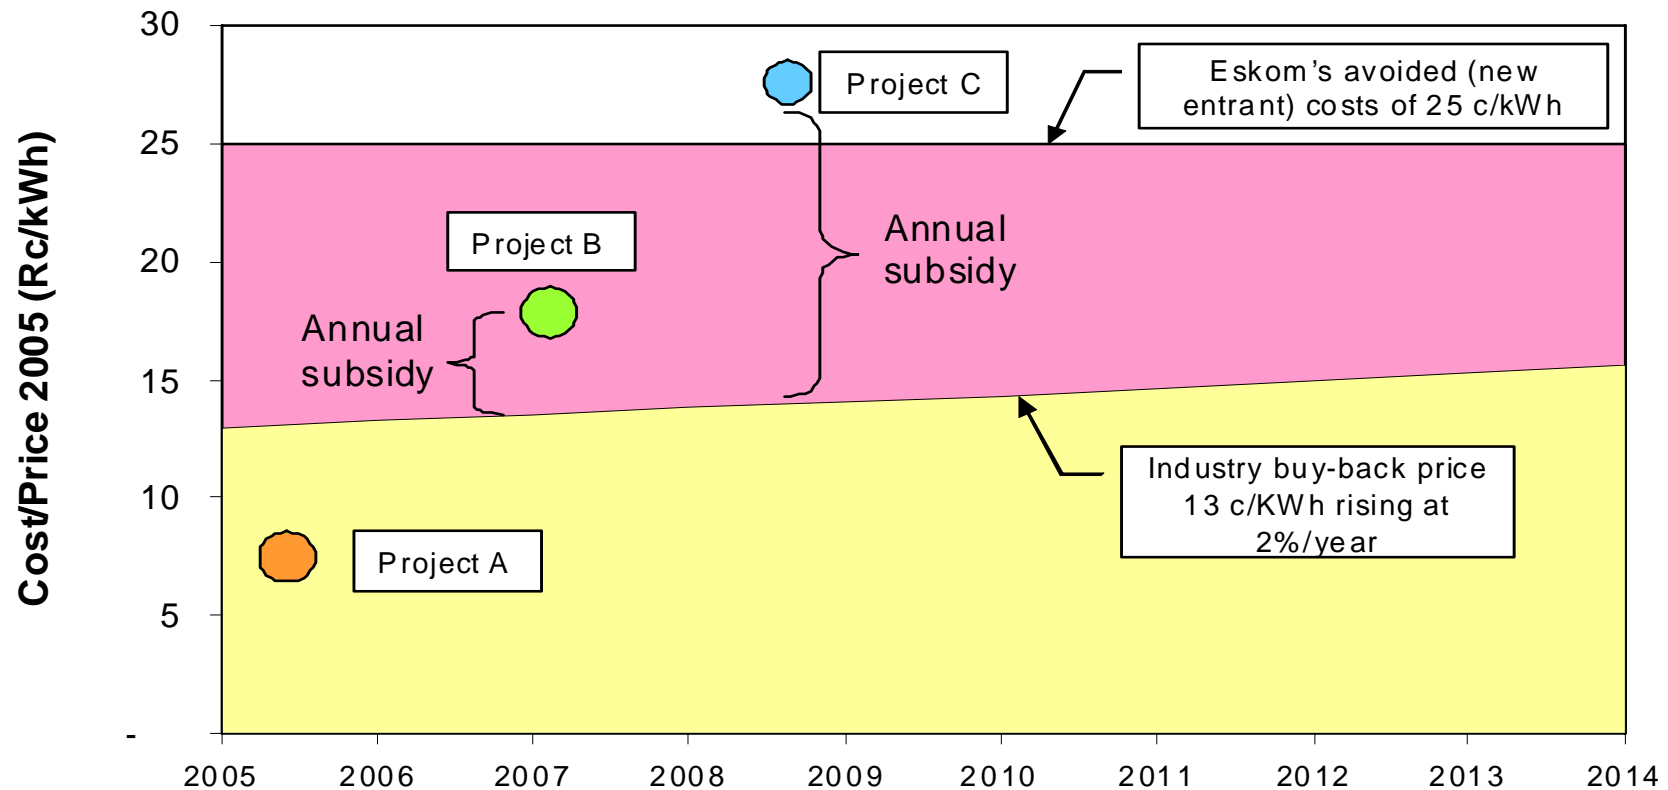 Cost/Price 2005 (Rc/kWh)
30
25
20
15
10
5
-
Project C
Eskom's avoided (new
entrant) costs of 25 c/kWh
Project B
Annual
subsidy
Annual
subsidy
Project A
Industry buy-back price
13 c/KWh rising at
2%/year
2005 2006 2007 2008 2009 2010 2011 2012 2013 2014